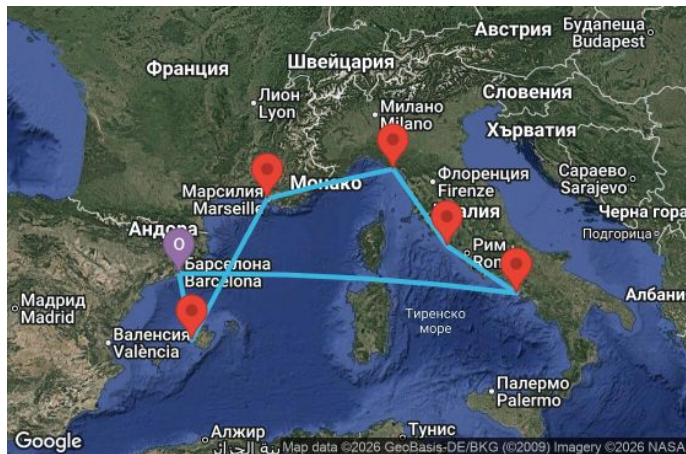 Австрия
Будапеща
Budapest
Франция
Швейцария
Лион
Lyon
Милано
Milano
Словения
Хърватия
Марсилия
Marseille
Монако
Флоренция
Firenze
Сараево
Sarajevo
Андора
O
Черна гора
Подгорица
Барселона
Barcelona
Рим
Мадрид
Madrid
Валенсия
València
Тиренско
море
Албани
Палермо
Palermo
Алжир
Тунис
Google
Map data ©2026 GeoBasis-DE/BKG (©2009) Imagery ©2026 NASA